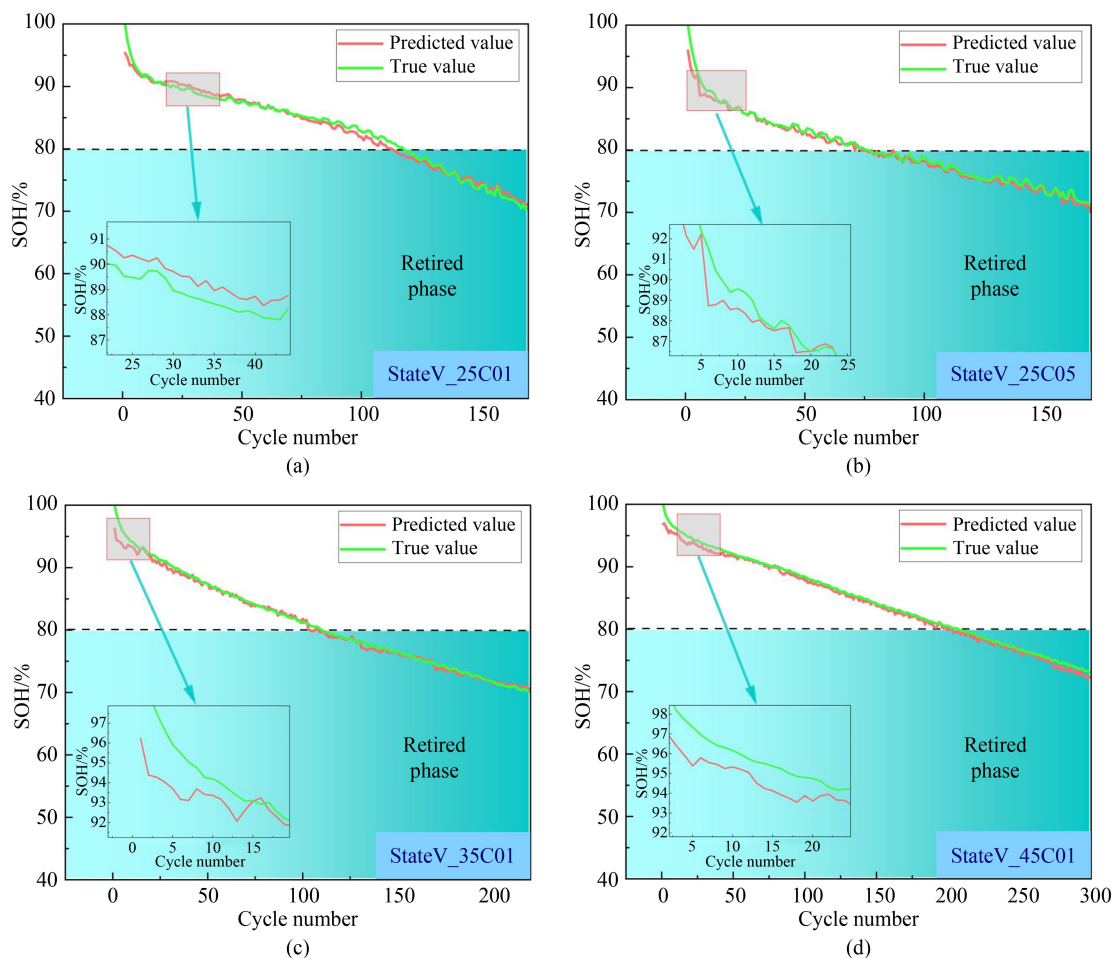 100
90
80
70
60
50
40
SOH/%
Predicted value
True value
91
90
89
88
87
SOH/%
25 30 35 40
Cycle number
Retired
phase
StateV_25C01
0 50 100 150
Cycle number
(a)
100
90
80
70
60
50
40
SOH/%
Predicted value
True value
92
91
90
89
88
87
SOH/%
5 10 15 20 25
Cycle number
Retired
phase
StateV_25C05
0 50 100 150
Cycle number
(b)
100
90
80
70
60
50
40
SOH/%
Predicted value
True value
97
96
95
94
93
92
SOH/%
0 5 10 15
Cycle number
Retired
phase
StateV_35C01
0 50 100 150 200
Cycle number
(c)
100
90
80
70
60
50
40
SOH/%
Predicted value
True value
98
97
96
95
94
93
92
SOH/%
5 10 15 20
Cycle number
Retired
phase
StateV_45C01
0 50 100 150 200 250 300
Cycle number
(d)